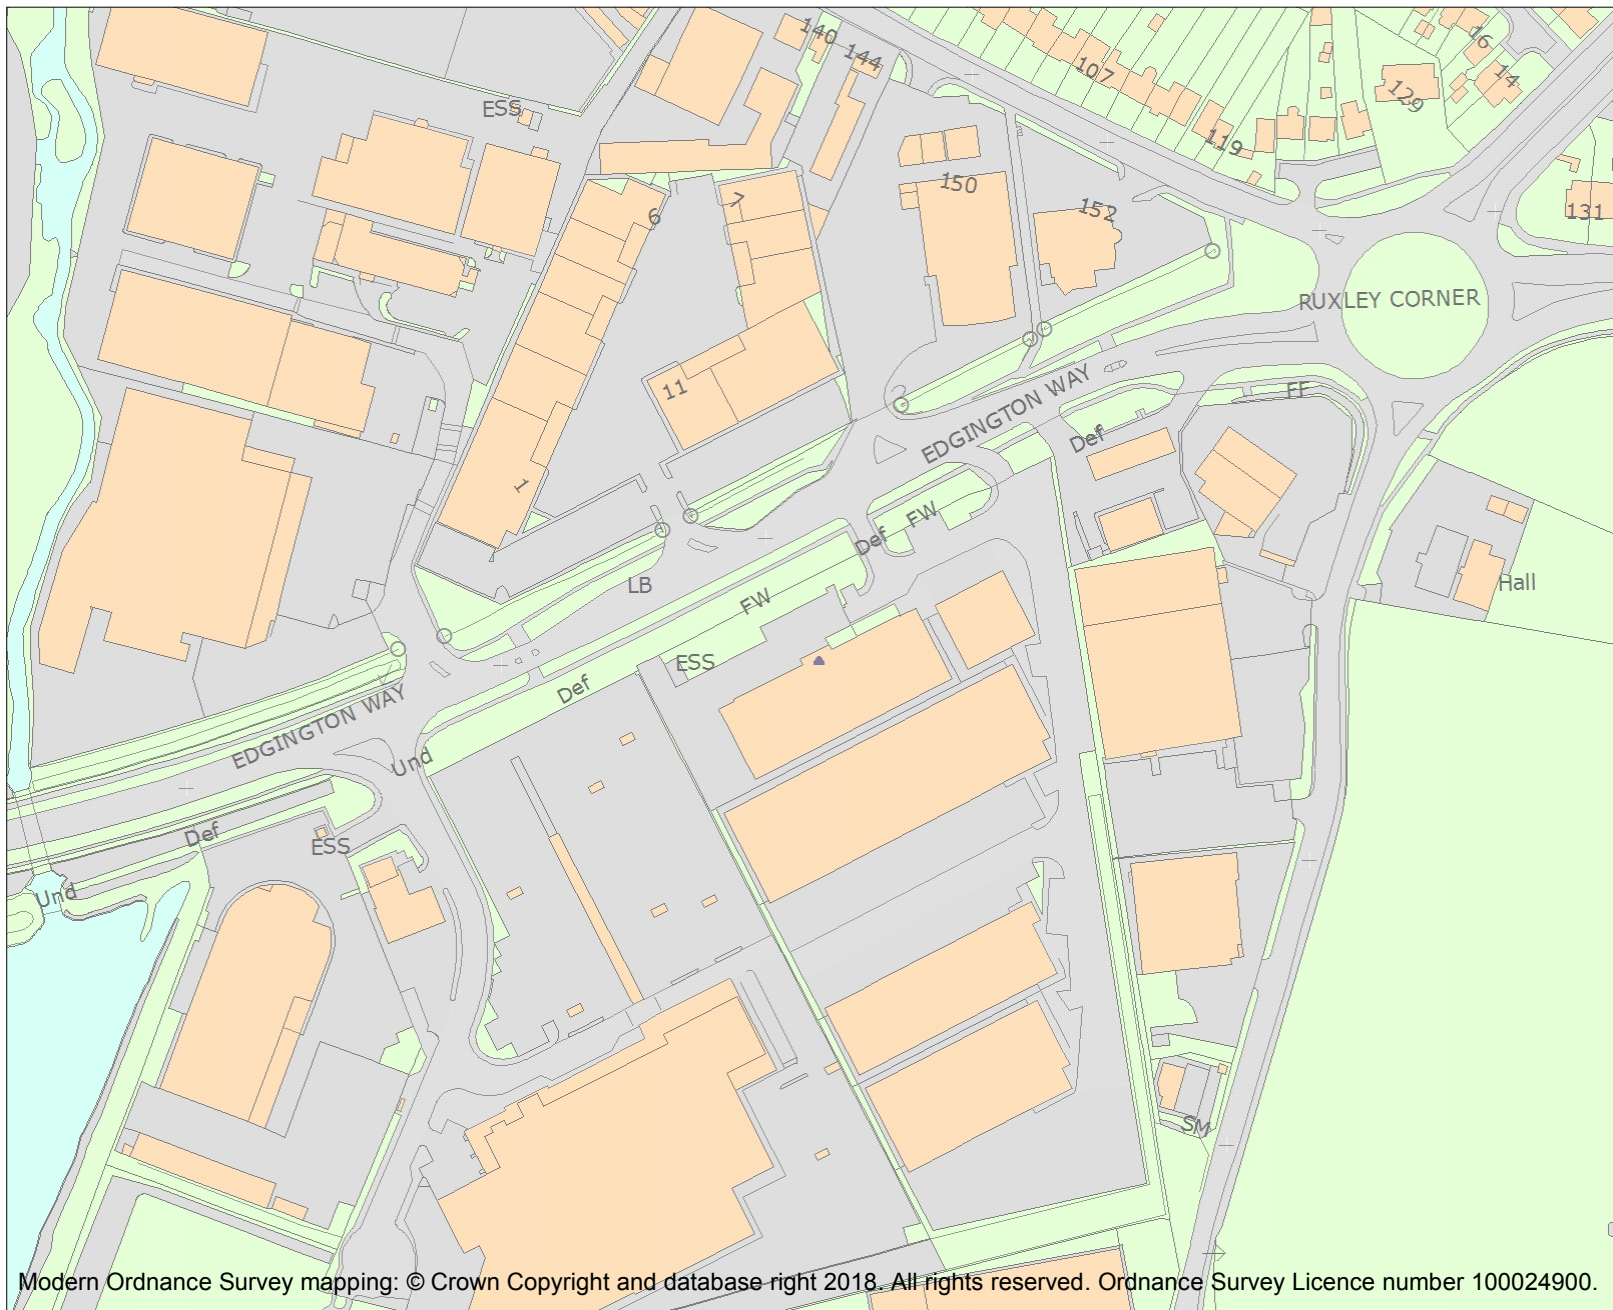 140
144
107
16
14
129
ESS
119
150
152
131
6
7
RUXLEY CORNER
11
EDGINGTON WAY
FF
Def
1
FW
Def
LB
FW
Hall
ESS
Def
EDGINGTON WAY
Und
Def
ESS
Und
SM
Modern Ordnance Survey mapping: © Crown Copyright and database right 2018. All rights reserved. Ordnance Survey Licence number 100024900.